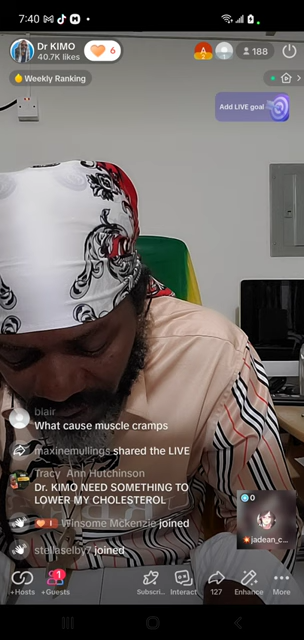 7:40
Dr KIMO
40.7K likes
6
188
Weekly Ranking
Add LIVE goal
blair
What cause muscle cramps
maxinemullings shared the LIVE
Tracy Ann Hutchinson
Dr. KIMO NEED SOMETHING TO
LOWER MY CHOLESTEROL
1 Winsome Mckenzie joined
stellaselby7 joined
0
jadean_c...
1
+Hosts
+Guests
Subscri...
Interact
127
Enhance
More